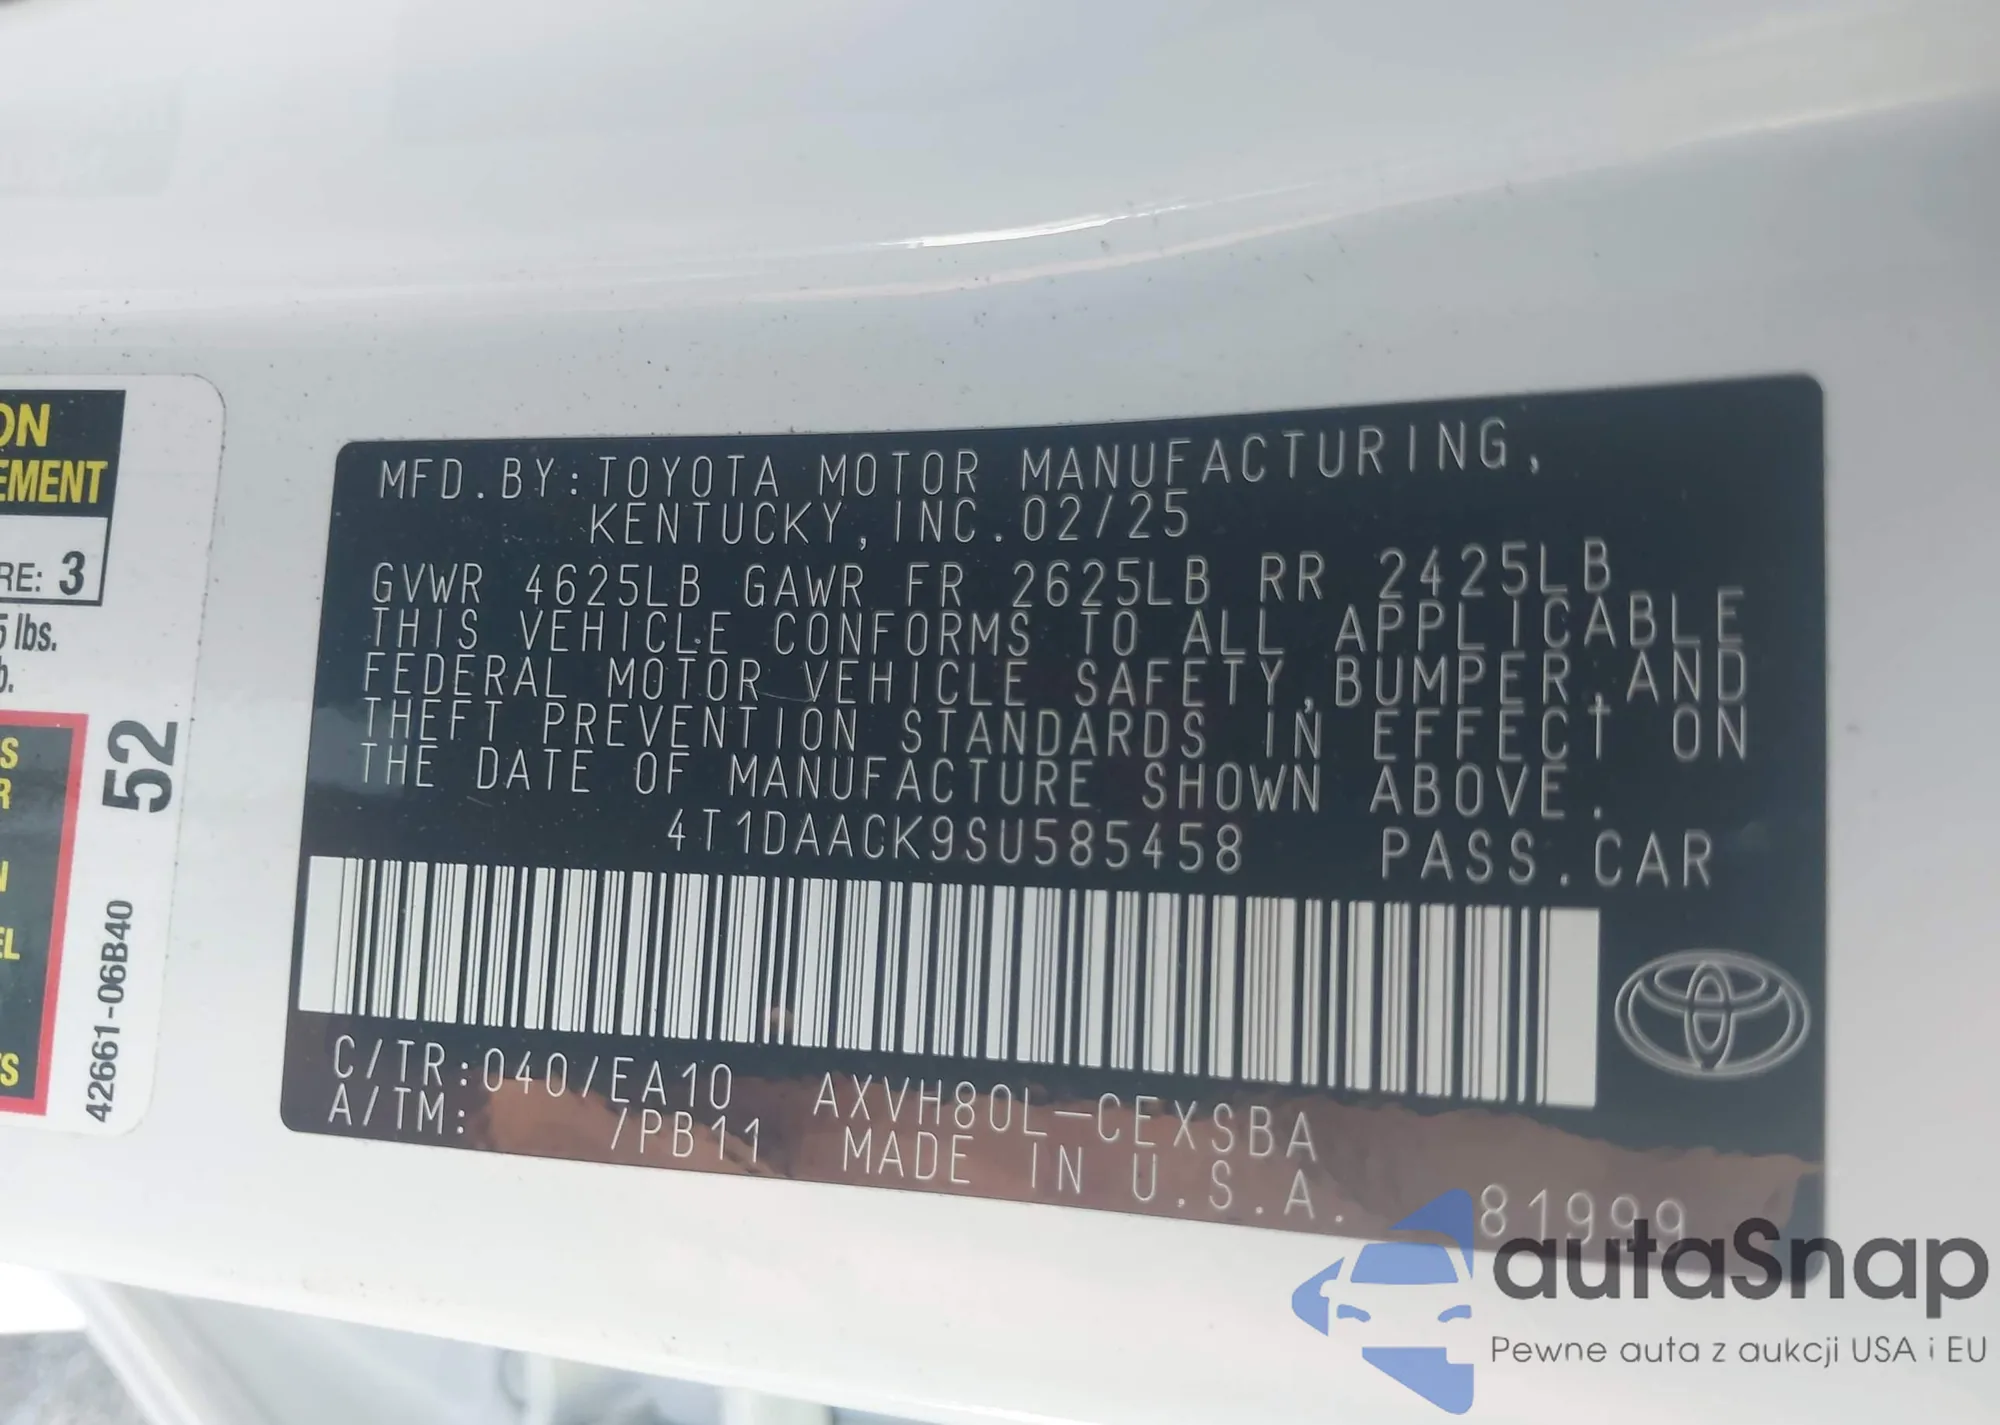 ON
EMENT
RE: 3
5 lbs.
b.
52
42661-06B40
MFD.BY:TOYOTA MOTOR MANUFACTURING,
KENTUCKY,INC.02/25
GVWR 4625LB GAWR FR 2625LB RR 2425LB
THIS VEHICLE CONFORMS TO ALL APPLICABLE
FEDERAL MOTOR VEHICLE SAFETY,BUMPER,AND
THEFT PREVENTION STANDARDS IN EFFECT ON
THE DATE OF MANUFACTURE SHOWN ABOVE.
4T1DAACK9SU585458 PASS.CAR
C/TR:040/EA10 AXVH80L-CEXSBA
A/TM: /PB11 MADE IN U.S.A. 81999
autaSnap
Pewne auta z aukcji USA i EU